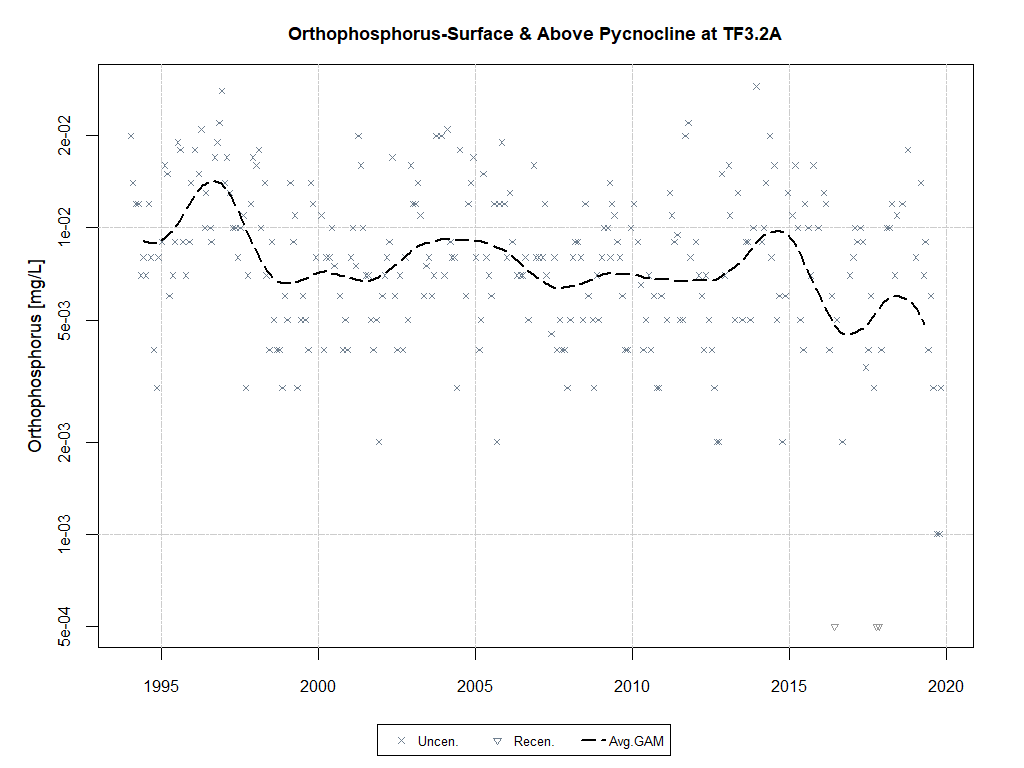 Orthophosphorus-Surface & Above Pycnocline at TF3.2A
Orthophosphorus [mg/L]
2e-02
1e-02
5e-03
2e-03
1e-03
5e-04
1995 2000 2005 2010 2015 2020
Uncen. Recen. Avg.GAM